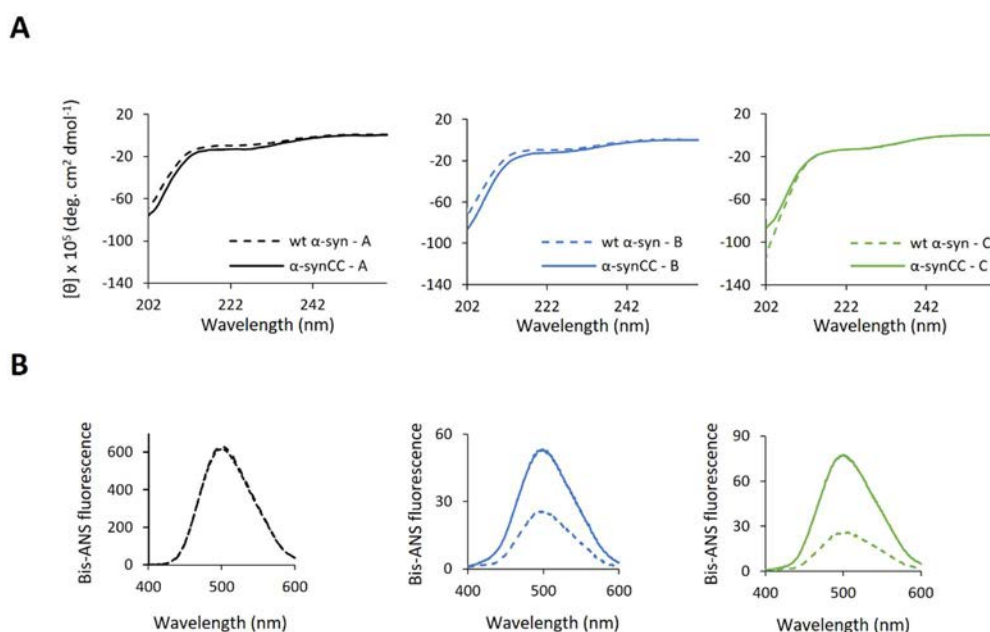 A
[θ] x 10⁵ (deg. cm² dmol⁻¹)
20
-20
-60
-100
-140
wt α-syn - A
α-synCC - A
202
222
242
Wavelength (nm)
20
-20
-60
-100
-140
wt α-syn - B
α-synCC - B
202
222
242
Wavelength (nm)
20
-20
-60
-100
-140
wt α-syn - C
α-synCC - C
202
222
242
Wavelength (nm)
B
Bis-ANS fluorescence
600
400
200
0
400
500
600
Wavelength (nm)
Bis-ANS fluorescence
60
30
0
400
500
600
Wavelength (nm)
Bis-ANS fluorescence
90
60
30
0
400
500
600
Wavelength (nm)